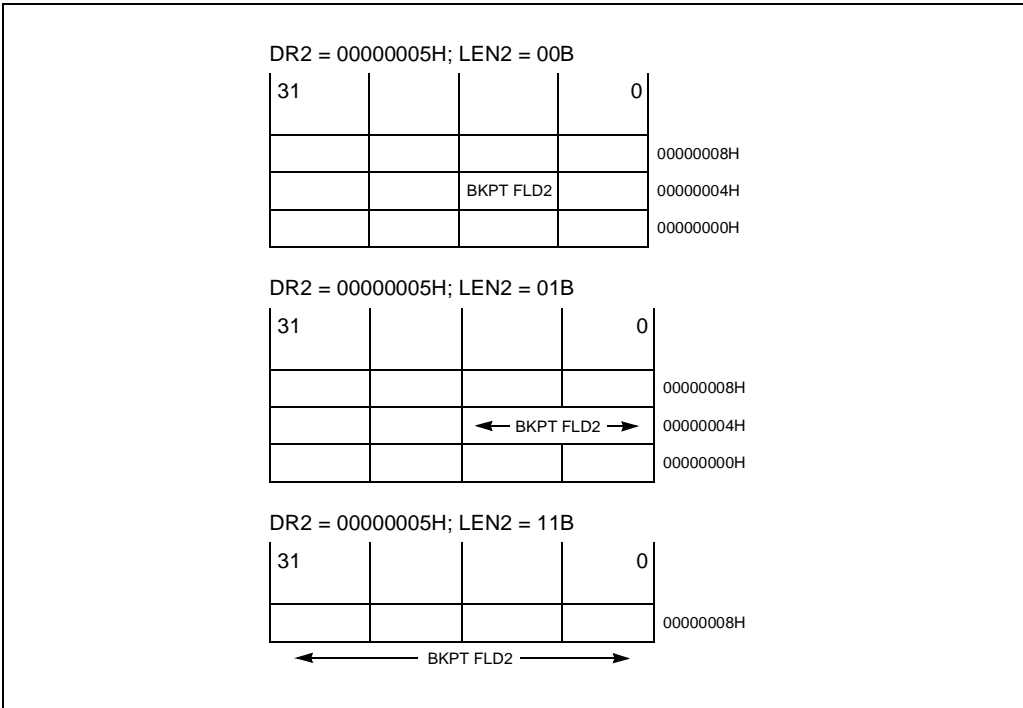 DR2 = 00000005H; LEN2 = 00B
31 0
00000008H
BKPT FLD2 00000004H
00000000H
DR2 = 00000005H; LEN2 = 01B
31 0
00000008H
BKPT FLD2 00000004H
00000000H
DR2 = 00000005H; LEN2 = 11B
31 0
00000008H
BKPT FLD2